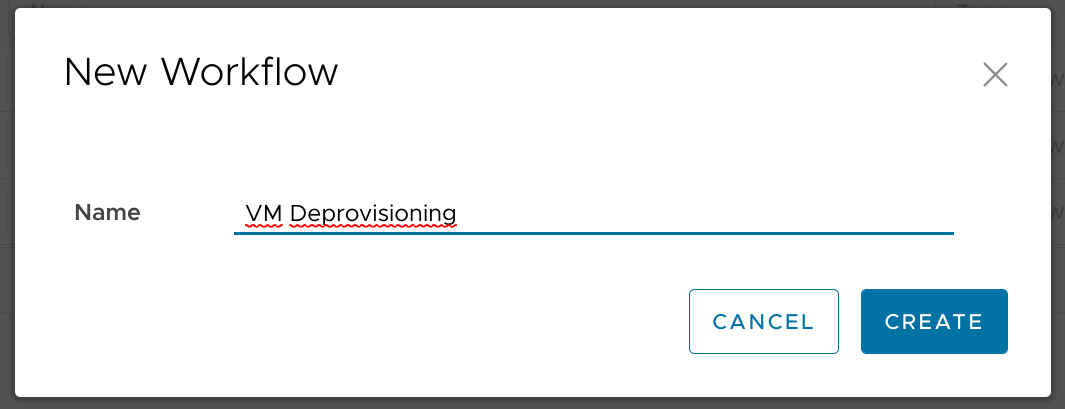 New Workflow
Name
VM Deprovisioning
CANCEL
CREATE